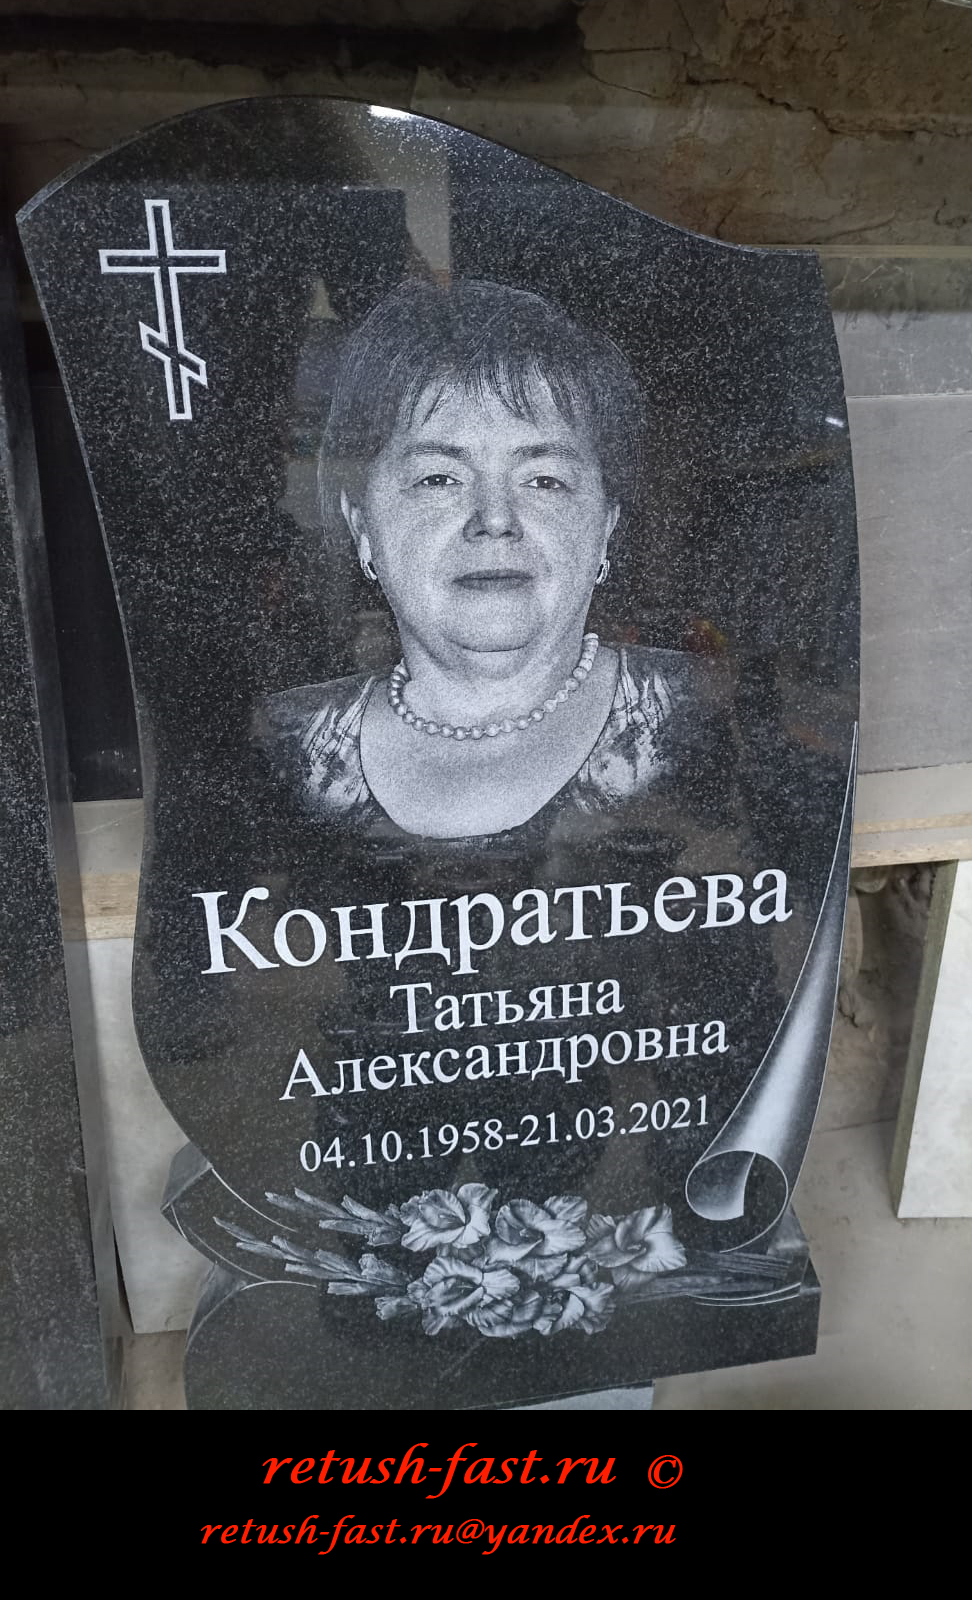 Кондратьева
Татьяна
Александровна
04.10.1958-21.03.2021
retush-fast.ru ©
retush-fast.ru@yandex.ru